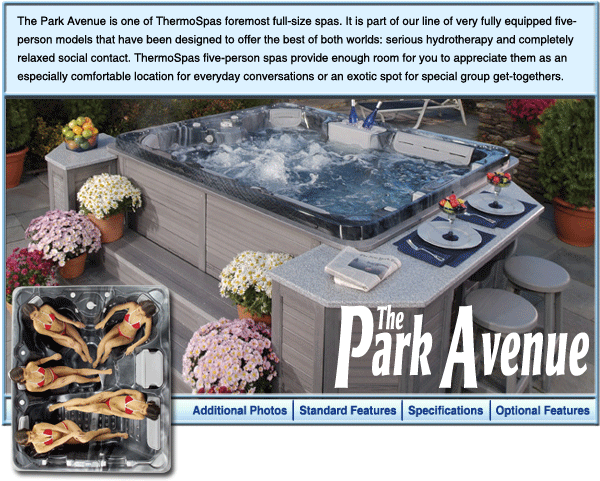 The Park Avenue is one of ThermoSpas foremost full-size spas. It is part of our line of very fully equipped five-
person models that have been designed to offer the best of both worlds: serious hydrotherapy and completely
relaxed social contact. ThermoSpas five-person spas provide enough room for you to appreciate them as an
especially comfortable location for everyday conversations or an exotic spot for special group get-togethers.
The
Park Avenue
Additional Photos | Standard Features | Specifications | Optional Features